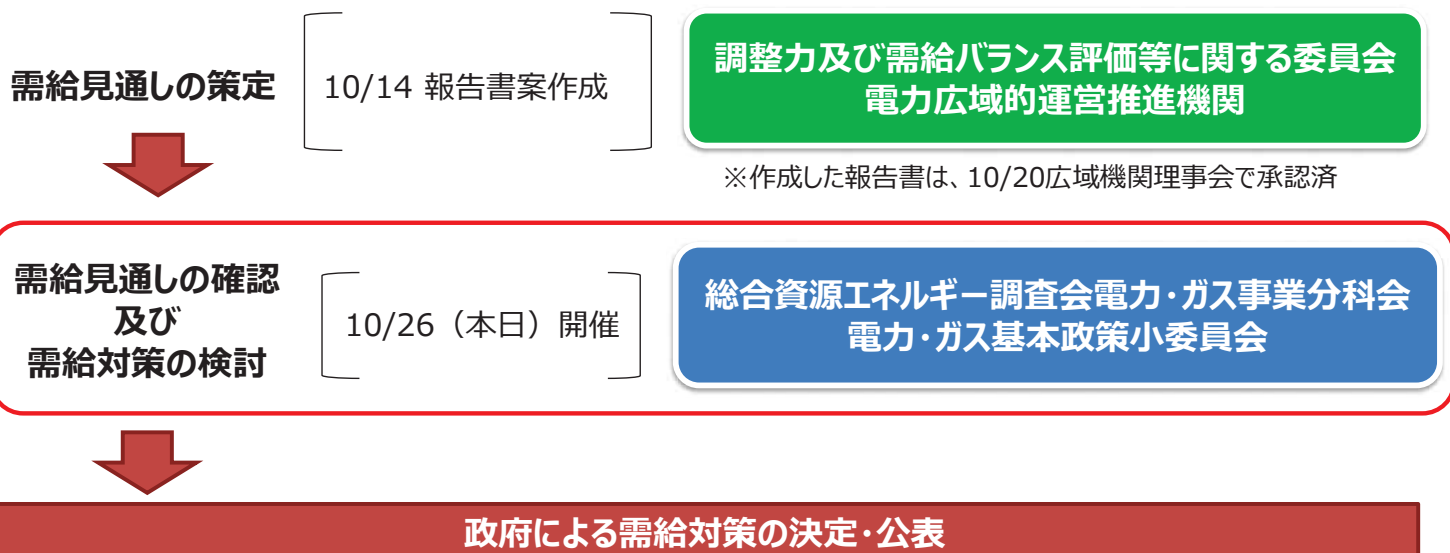 需給見通しの策定
10/14 報告書案作成
調整力及び需給バランス評価等に関する委員会
電力広域的運営推進機関
※作成した報告書は、10/20広域機関理事会で承認済
需給見通しの確認
及び
需給対策の検討
10/26（本日）開催
総合資源エネルギー調査会電力・ガス事業分科会
電力・ガス基本政策小委員会
政府による需給対策の決定・公表